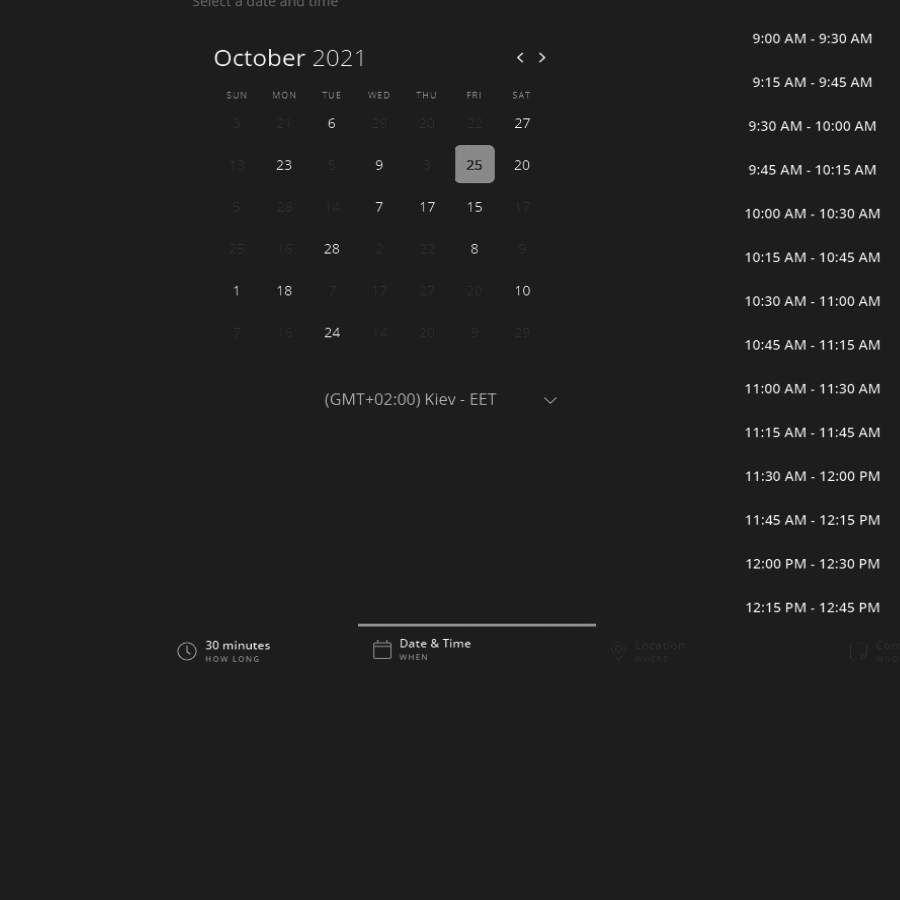 Select a date and time
October 2021
SUN MON TUE WED THU FRI SAT
3 21 6 29 20 22 27
13 23 5 9 3 25 20
5 28 14 7 17 15 17
25 16 28 2 22 8 9
1 18 7 17 27 20 10
7 16 24 14 20 9 29
(GMT+02:00) Kiev - EET
9:00 AM - 9:30 AM
9:15 AM - 9:45 AM
9:30 AM - 10:00 AM
9:45 AM - 10:15 AM
10:00 AM - 10:30 AM
10:15 AM - 10:45 AM
10:30 AM - 11:00 AM
10:45 AM - 11:15 AM
11:00 AM - 11:30 AM
11:15 AM - 11:45 AM
11:30 AM - 12:00 PM
11:45 AM - 12:15 PM
12:00 PM - 12:30 PM
12:15 PM - 12:45 PM
30 minutes
HOW LONG
Date & Time
WHEN
Location
WHERE